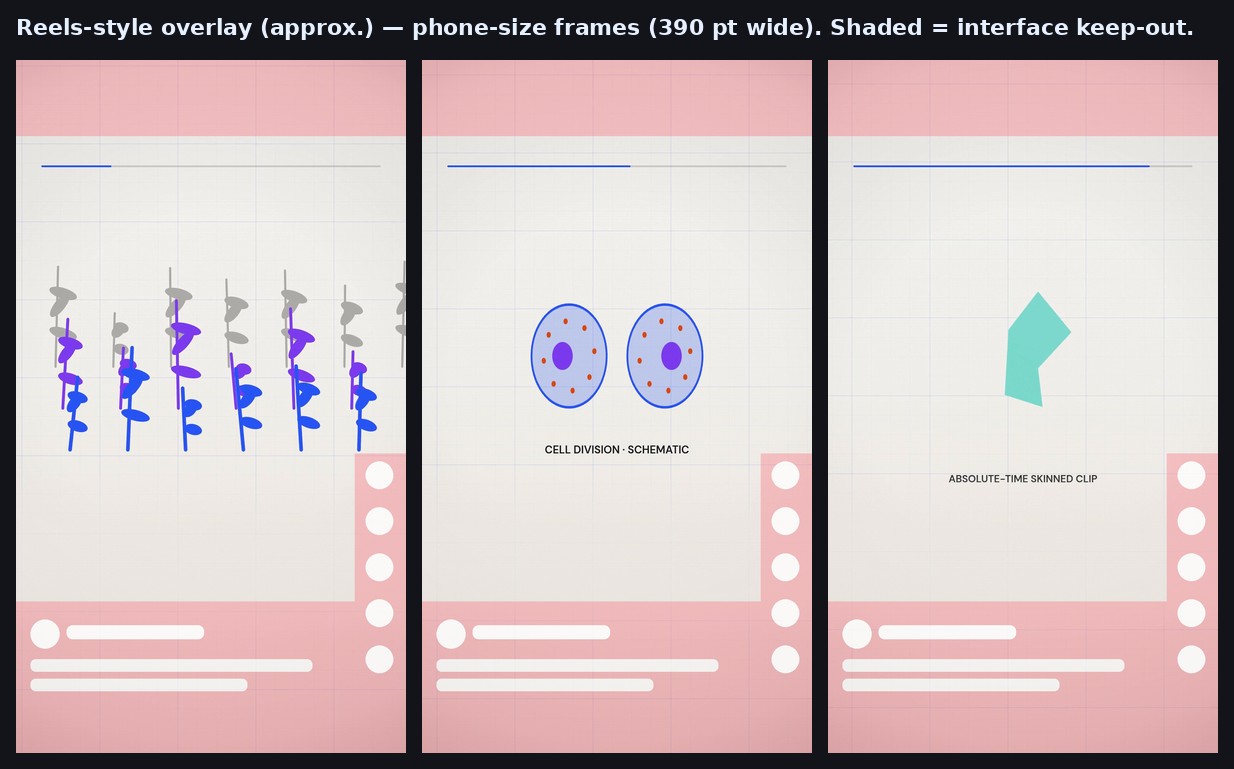 Reels-style overlay (approx.) — phone-size frames (390 pt wide). Shaded = interface keep-out.
CELL DIVISION · SCHEMATIC
ABSOLUTE-TIME SKINNED CLIP